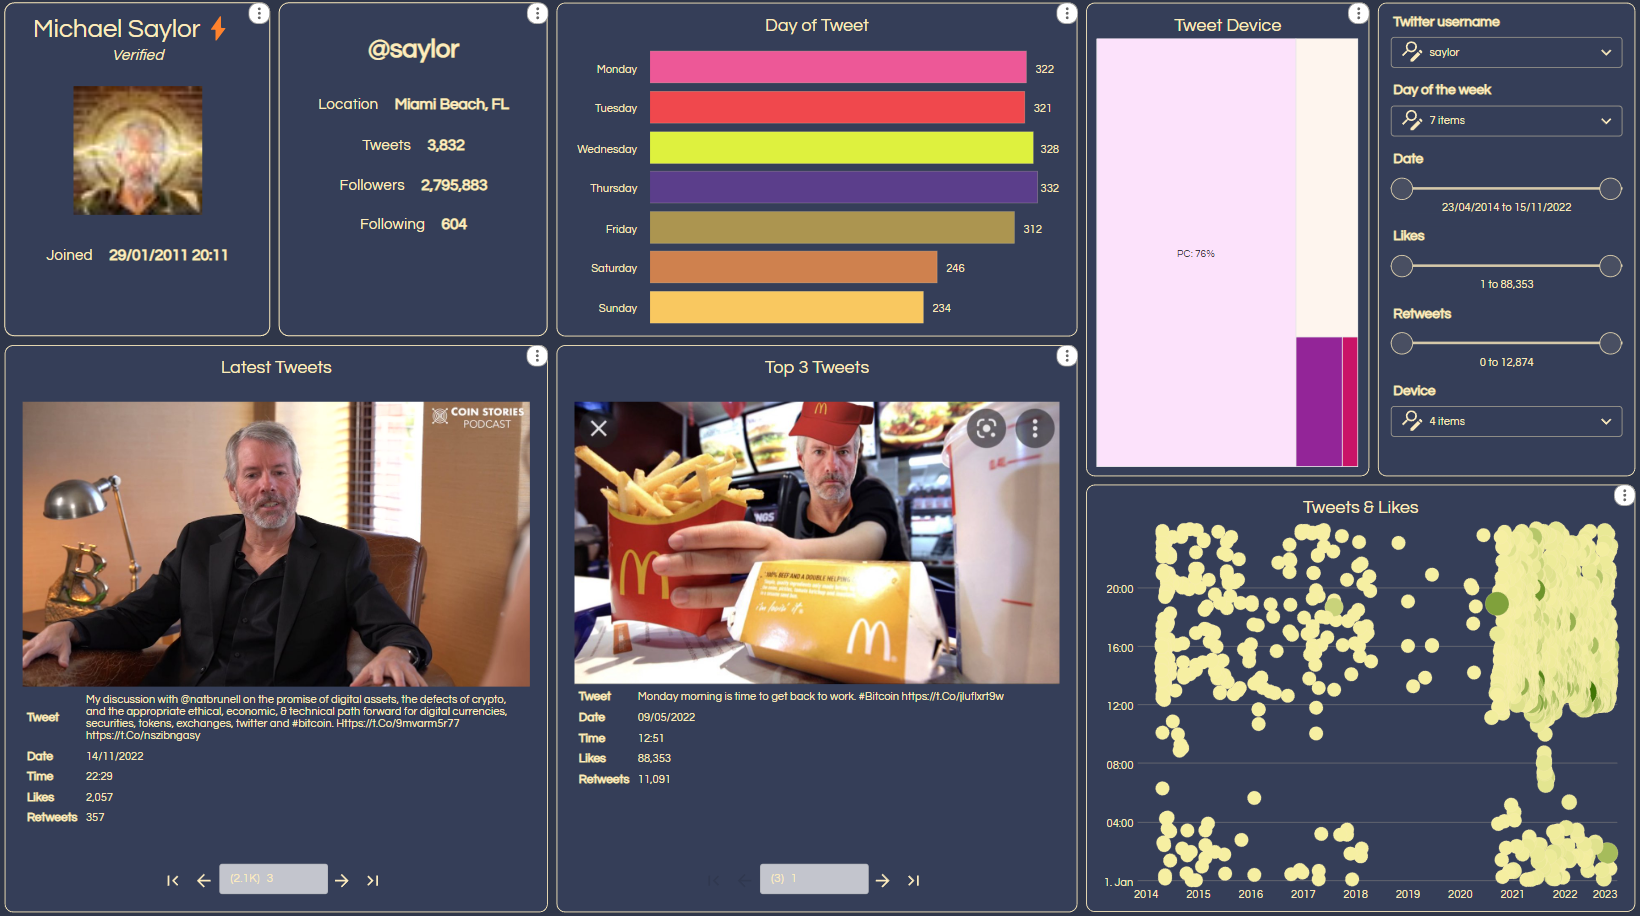 Michael Saylor
Verified
Joined 29/01/2011 20:11
@saylor
Location Miami Beach, FL
Tweets 3,832
Followers 2,795,883
Following 604
Day of Tweet
Monday 322
Tuesday 321
Wednesday 328
Thursday 332
Friday 312
Saturday 246
Sunday 234
Tweet Device
PC: 76%
Twitter username
saylor
Day of the week
7 items
Date
23/04/2014 to 15/11/2022
Likes
1 to 88,353
Retweets
0 to 12,874
Device
4 items
Latest Tweets
COIN STORIES
PODCAST
Tweet
My discussion with @natbrunell on the promise of digital assets, the defects of crypto,
and the appropriate ethical, economic, & technical path forward for digital currencies,
securities, tokens, exchanges, twitter and #bitcoin. Https://t.Co/9mvarm5r77
https://t.Co/nszibngasy
Date 14/11/2022
Time 22:29
Likes 2,057
Retweets 357
(2.1K) 3
Top 3 Tweets
100% BEEF AND A DOUBLE HELPING
Tweet Monday morning is time to get back to work. #Bitcoin https://t.Co/jluflxrt9w
Date 09/05/2022
Time 12:51
Likes 88,353
Retweets 11,091
(3) 1
Tweets & Likes
20:00
16:00
12:00
08:00
04:00
1. Jan
2014 2015 2016 2017 2018 2019 2020 2021 2022 2023